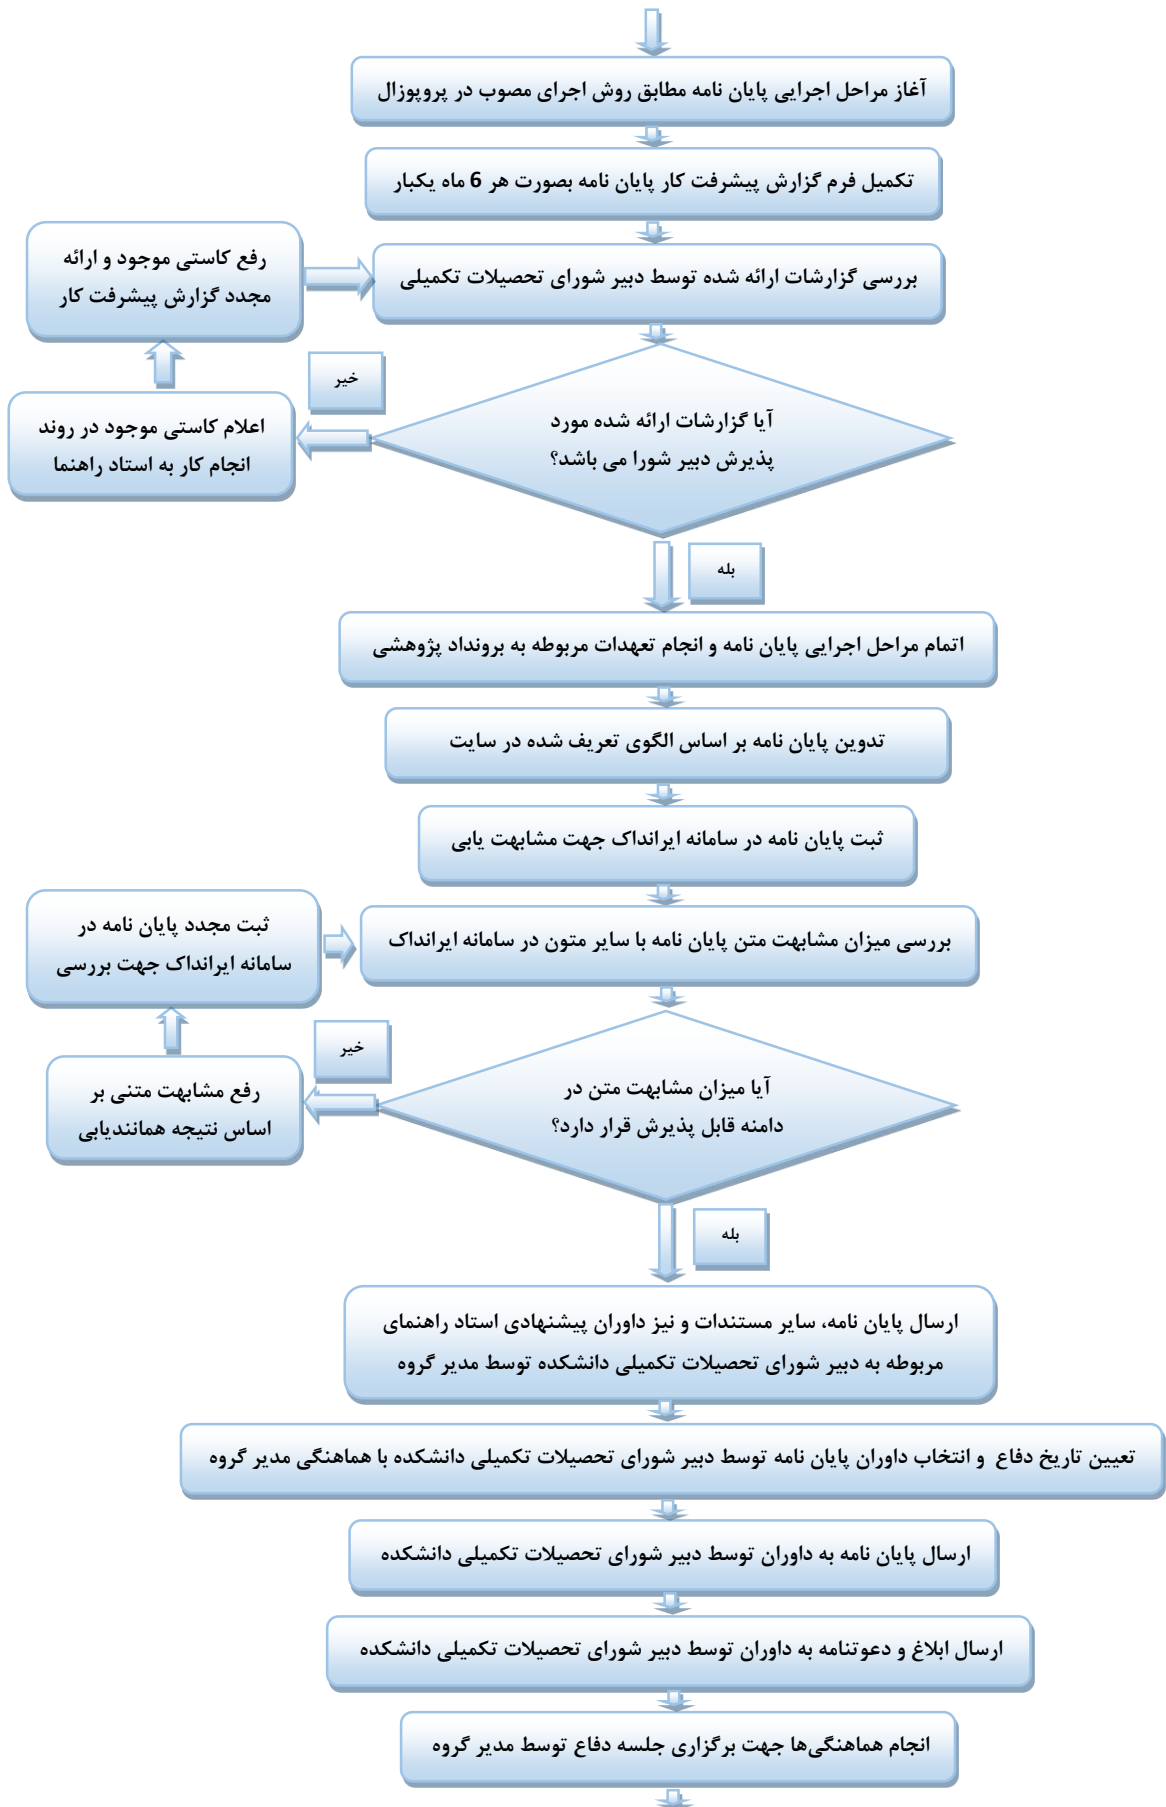 آغاز مراحل اجرایی پایان نامه مطابق روش اجرای مصوب در پروپوزال
تکمیل فرم گزارش پیشرفت کار پایان نامه بصورت هر 6 ماه یکبار
بررسی گزارشات ارائه شده توسط دبیر شورای تحصیلات تکمیلی
رفع کاستی موجود و ارائه
مجدد گزارش پیشرفت کار
خیر
آیا گزارشات ارائه شده مورد
پذیرش دبیر شورا می باشد؟
اعلام کاستی موجود در روند
انجام کار به استاد راهنما
بله
اتمام مراحل اجرایی پایان نامه و انجام تعهدات مربوطه به برونداد پژوهشی
تدوین پایان نامه بر اساس الگوی تعریف شده در سایت
ثبت پایان نامه در سامانه ایرانداک جهت مشابهت یابی
بررسی میزان مشابهت متن پایان نامه با سایر متون در سامانه ایرانداک
ثبت مجدد پایان نامه در
سامانه ایرانداک جهت بررسی
خیر
آیا میزان مشابهت متن در
دامنه قابل پذیرش قرار دارد؟
رفع مشابهت متنی بر
اساس نتیجه همانندیابی
بله
ارسال پایان نامه، سایر مستندات و نیز داوران پیشنهادی استاد راهنمای
مربوطه به دبیر شورای تحصیلات تکمیلی دانشکده توسط مدیر گروه
تعیین تاریخ دفاع و انتخاب داوران پایان نامه توسط دبیر شورای تحصیلات تکمیلی دانشکده با هماهنگی مدیر گروه
ارسال پایان نامه به داوران توسط دبیر شورای تحصیلات تکمیلی دانشکده
ارسال ابلاغ و دعوتنامه به داوران توسط دبیر شورای تحصیلات تکمیلی دانشکده
انجام هماهنگی‌ها جهت برگزاری جلسه دفاع توسط مدیر گروه